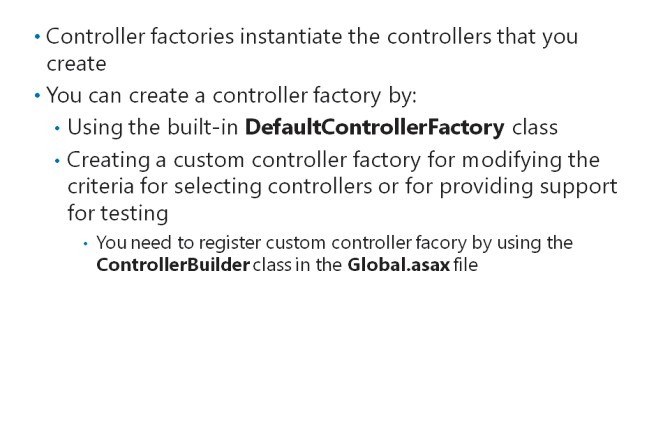 • Controller factories instantiate the controllers that you
create
• You can create a controller factory by:
• Using the built-in DefaultControllerFactory class
• Creating a custom controller factory for modifying the
criteria for selecting controllers or for providing support
for testing
• You need to register custom controller facory by using the
ControllerBuilder class in the Global.asax file